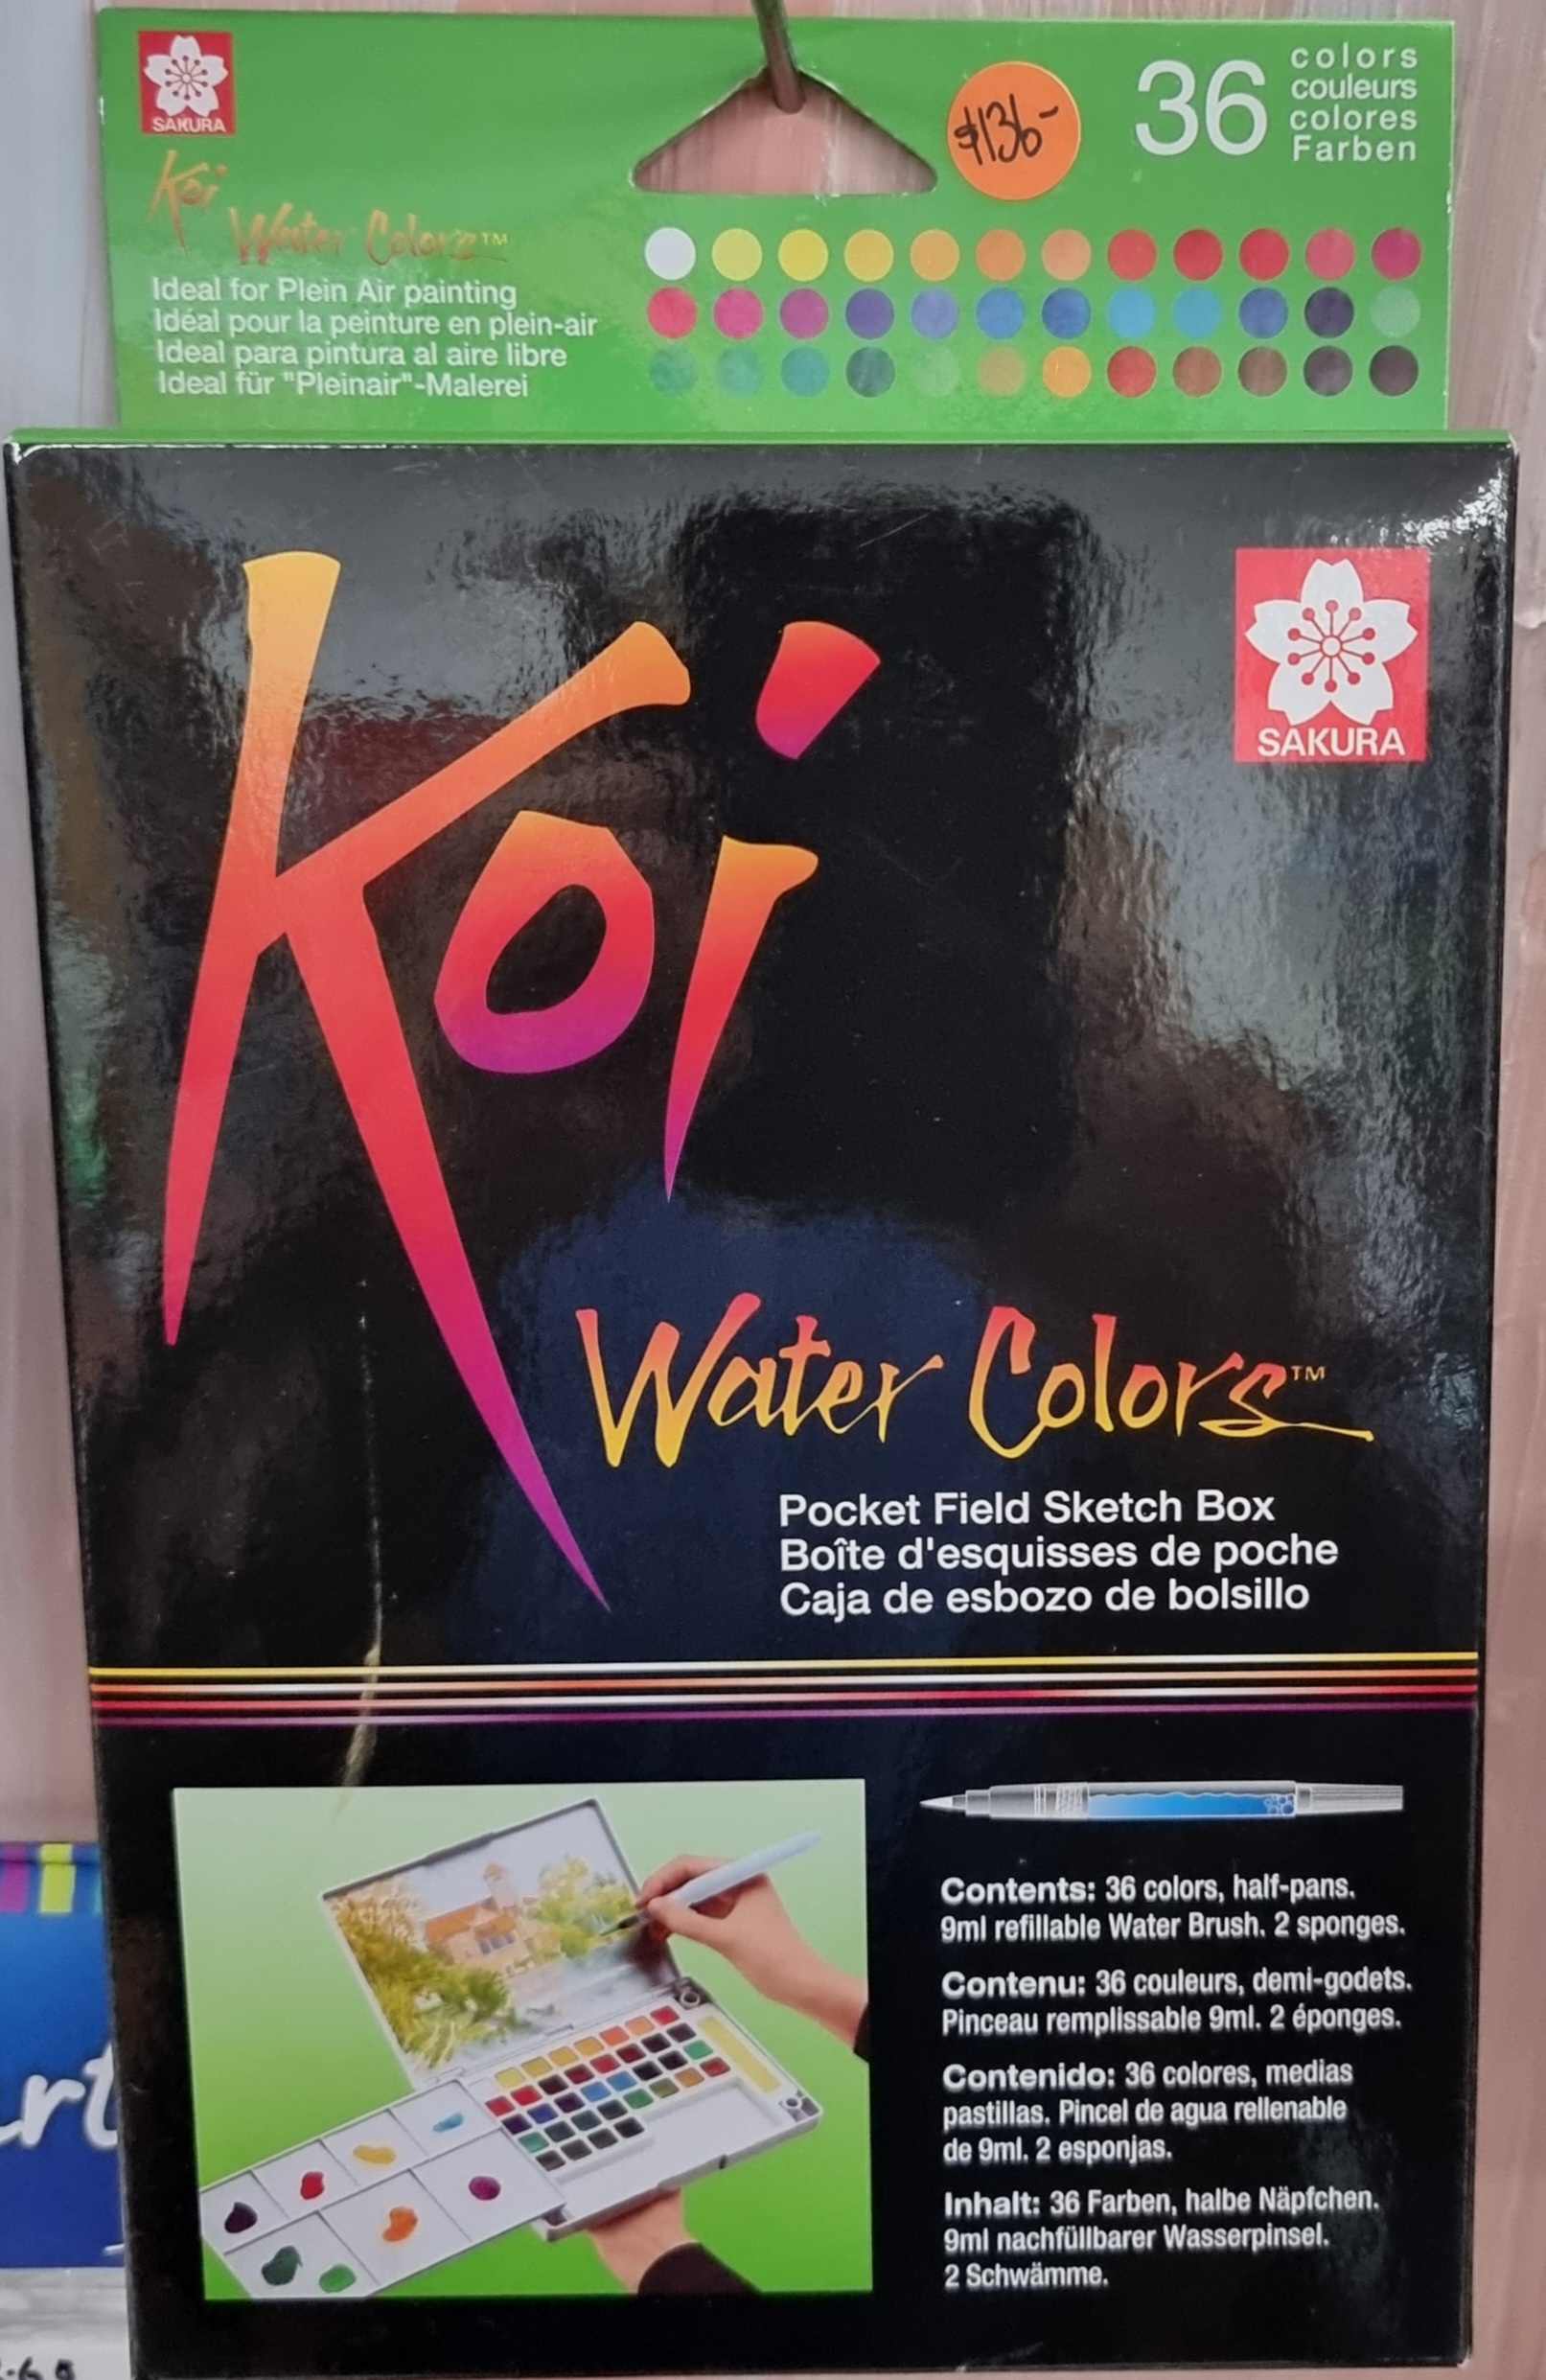 SAKURA
Koi
Water Colors™
Ideal for Plein Air painting
Idéal pour la peinture en plein-air
Ideal para pintura al aire libre
Ideal für "Pleinair"-Malerei
$136-
36
colors
couleurs
colores
Farben
Koi
SAKURA
Water Colors™
Pocket Field Sketch Box
Boîte d'esquisses de poche
Caja de esbozo de bolsillo
Contents: 36 colors, half-pans.
9ml refillable Water Brush. 2 sponges.
Contenu: 36 couleurs, demi-godets.
Pinceau remplissable 9ml. 2 éponges.
Contenido: 36 colores, medias
pastillas. Pincel de agua rellenable
de 9ml. 2 esponjas.
Inhalt: 36 Farben, halbe Näpfchen.
9ml nachfüllbarer Wasserpinsel.
2 Schwämme.